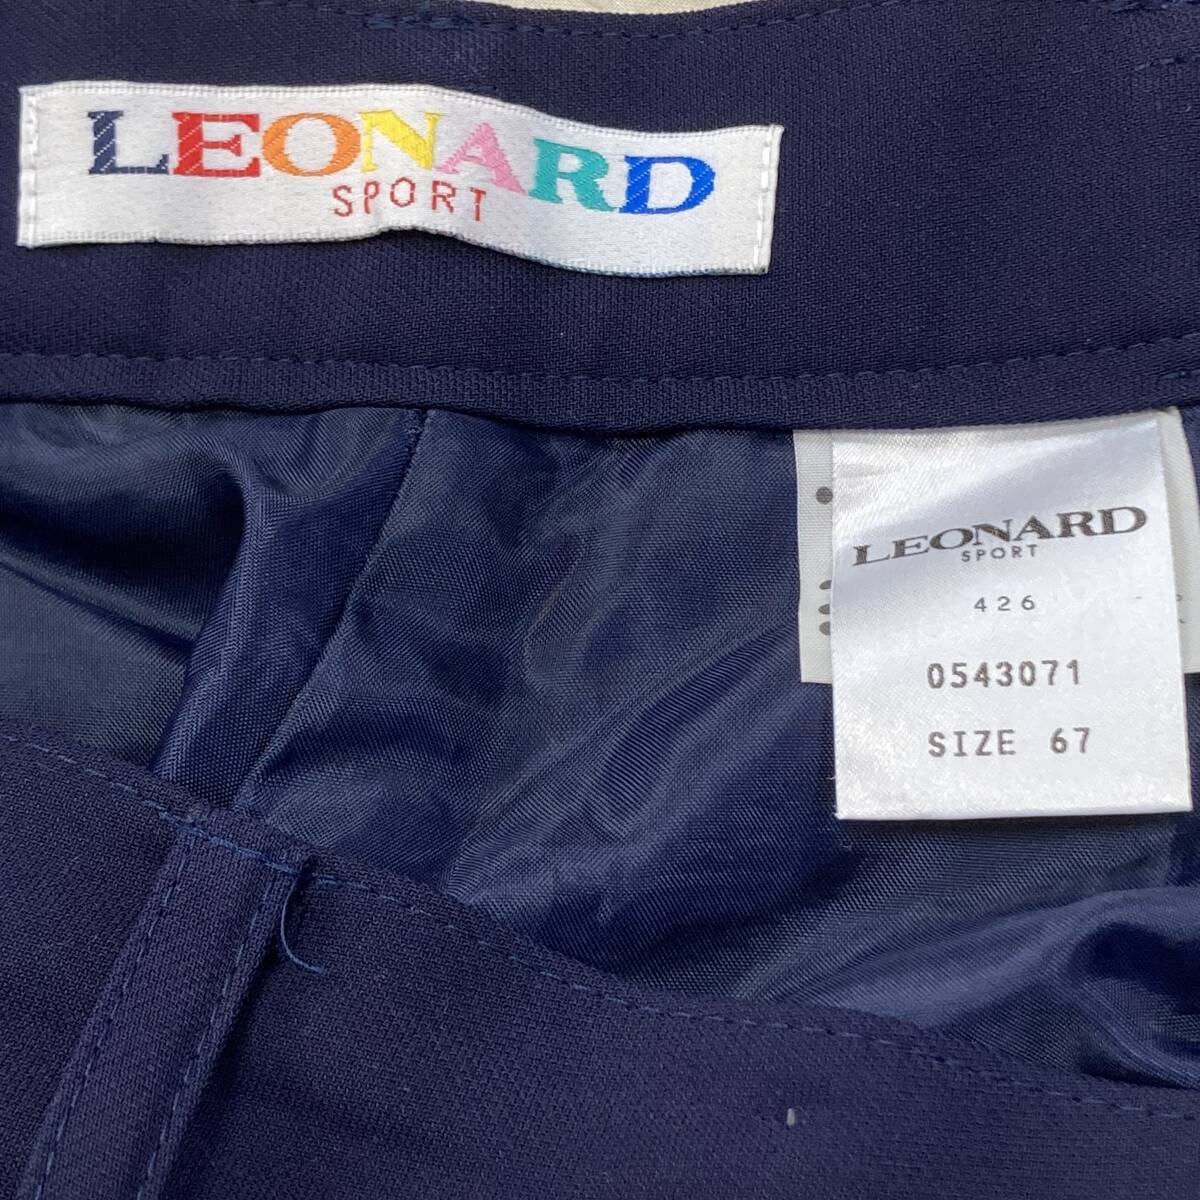 LEONARD
SPORT
LEONARD
SPORT
426
0543071
SIZE 67